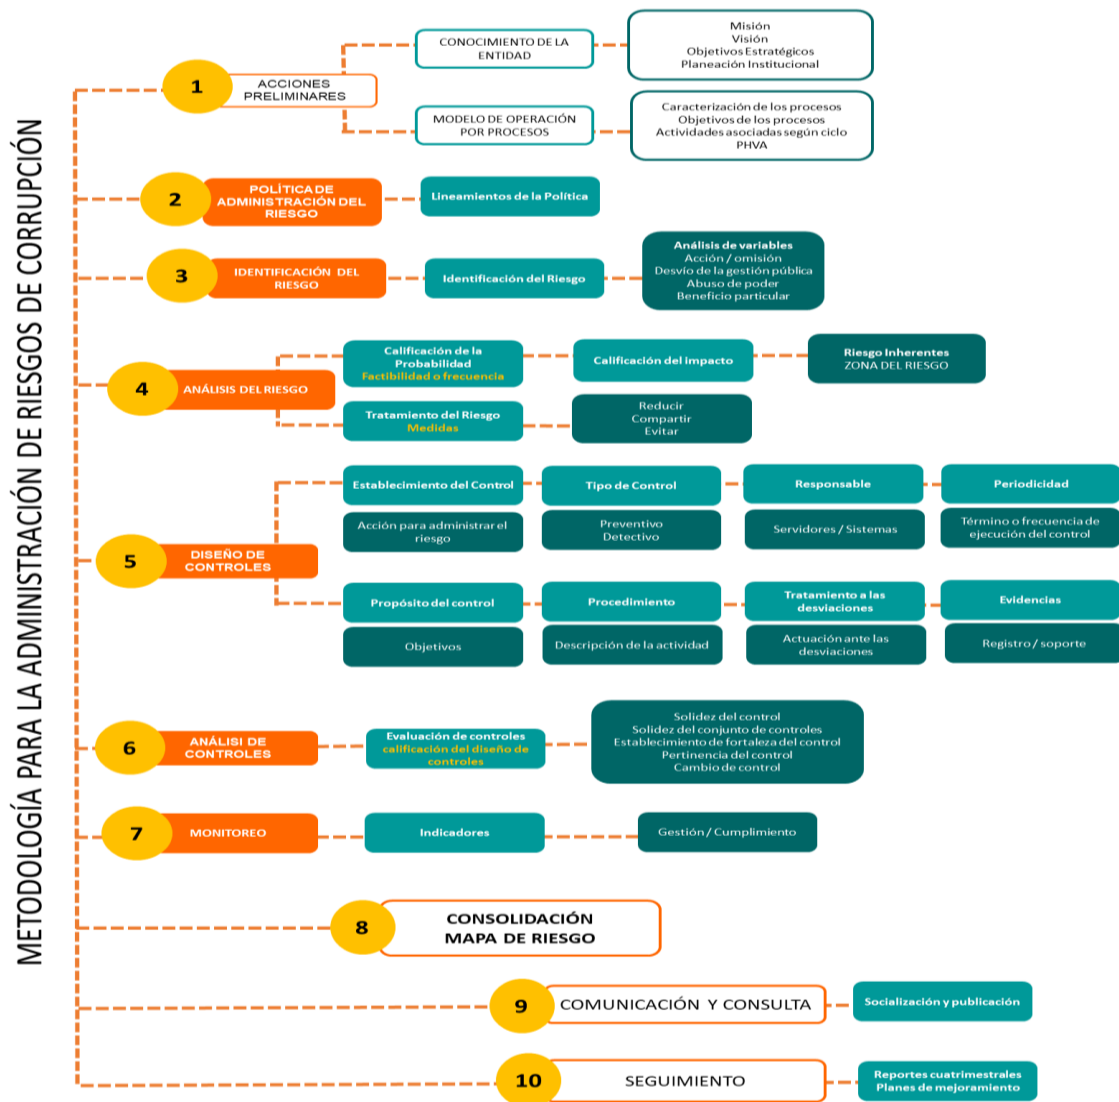 METODOLOGÍA PARA LA ADMINISTRACIÓN DE RIESGOS DE CORRUPCIÓN
1
ACCIONES
PRELIMINARES
CONOCIMIENTO DE LA
ENTIDAD
Misión
Visión
Objetivos Estratégicos
Planeación Institucional
MODELO DE OPERACIÓN
POR PROCESOS
Caracterización de los procesos
Objetivos de los procesos
Actividades asociadas según ciclo
PHVA
2
POLÍTICA DE
ADMINISTRACIÓN DEL
RIESGO
Lineamientos de la Política
3
IDENTIFICACIÓN DEL
RIESGO
Identificación del Riesgo
Análisis de variables
Acción / omisión
Desvío de la gestión pública
Abuso de poder
Beneficio particular
4
ANÁLISIS DEL RIESGO
Calificación de la
Probabilidad
Factibilidad o frecuencia
Calificación del impacto
Riesgo Inherentes
ZONA DEL RIESGO
Tratamiento del Riesgo
Medidas
Reducir
Compartir
Evitar
5
DISEÑO DE
CONTROLES
Establecimiento del Control
Tipo de Control
Responsable
Periodicidad
Acción para administrar el
riesgo
Preventivo
Detectivo
Servidores / Sistemas
Término o frecuencia de
ejecución del control
Propósito del control
Procedimiento
Tratamiento a las
desviaciones
Evidencias
Objetivos
Descripción de la actividad
Actuación ante las
desviaciones
Registro / soporte
6
ANÁLISI DE
CONTROLES
Evaluación de controles
calificación del diseño de
controles
Solidez del control
Solidez del conjunto de controles
Establecimiento de fortaleza del control
Pertinencia del control
Cambio de control
7
MONITOREO
Indicadores
Gestión / Cumplimiento
8
CONSOLIDACIÓN
MAPA DE RIESGO
9
COMUNICACIÓN Y CONSULTA
Socialización y publicación
10
SEGUIMIENTO
Reportes cuatrimestrales
Planes de mejoramiento